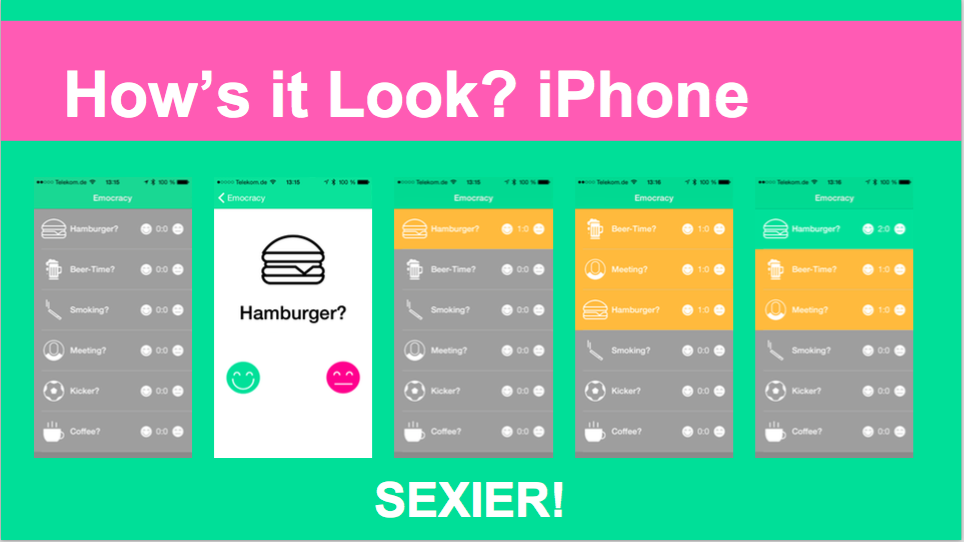 How's it Look? iPhone
Telekom.de 13:15 100 %
Emocracy
Hamburger? 0:0
Beer-Time? 0:0
Smoking? 0:0
Meeting? 0:0
Kicker? 0:0
Coffee? 0:0
Telekom.de 13:15 100 %
Emocracy
Hamburger?
Telekom.de 13:16 100 %
Emocracy
Hamburger? 1:0
Beer-Time? 0:0
Smoking? 0:0
Meeting? 0:0
Kicker? 0:0
Coffee? 0:0
Telekom.de 13:16 100 %
Emocracy
Beer-Time? 1:0
Meeting? 1:0
Hamburger? 1:0
Smoking? 0:0
Kicker? 0:0
Coffee? 0:0
Telekom.de 13:16 100 %
Emocracy
Hamburger? 2:0
Beer-Time? 1:0
Meeting? 1:0
Smoking? 0:0
Kicker? 0:0
Coffee? 0:0
SEXIER!